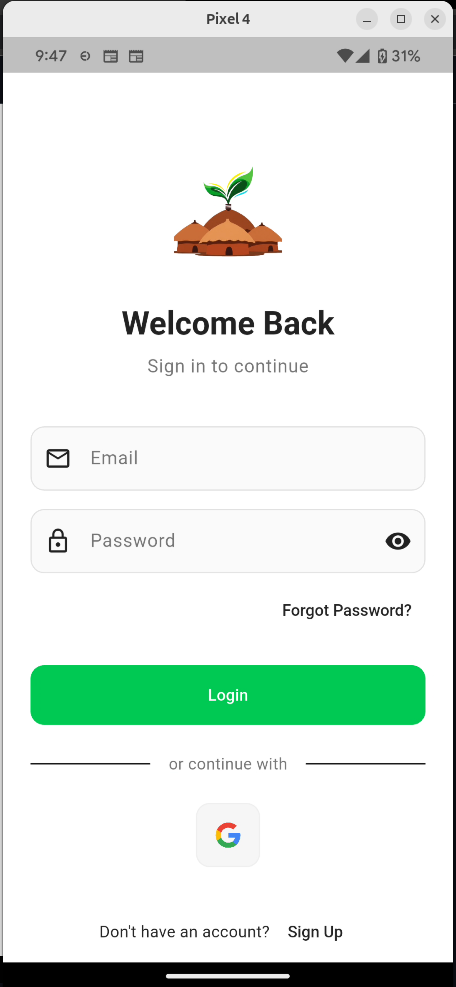 Pixel 4
9:47 31%
Welcome Back
Sign in to continue
Email
Password
Forgot Password?
Login
or continue with
G
Don't have an account? Sign Up